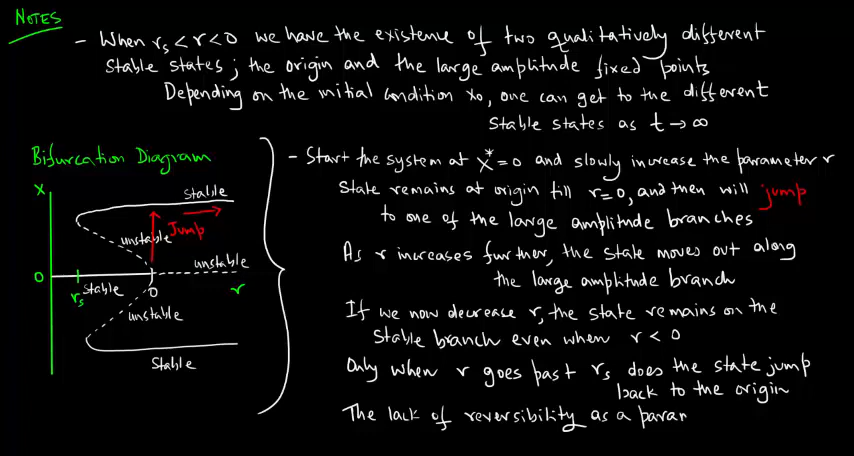 NOTES
- When rₛ < r < 0 we have the existence of two qualitatively different
stable states; the origin and the large amplitude fixed points
Depending on the initial condition x₀, one can get to the different
stable states as t → ∞
Bifurcation Diagram
X
stable
unstable
Jump
unstable
0
rₛ
stable
0
r
unstable
Stable
- Start the system at X* = 0 and slowly increase the parameter r
State remains at origin till r=0, and then will jump
to one of the large amplitude branches
As r increases further, the state moves out along
the large amplitude branch
If we now decrease r, the state remains on the
Stable branch even when r < 0
Only when r goes past rₛ does the state jump
back to the origin
The lack of reversibility as a param